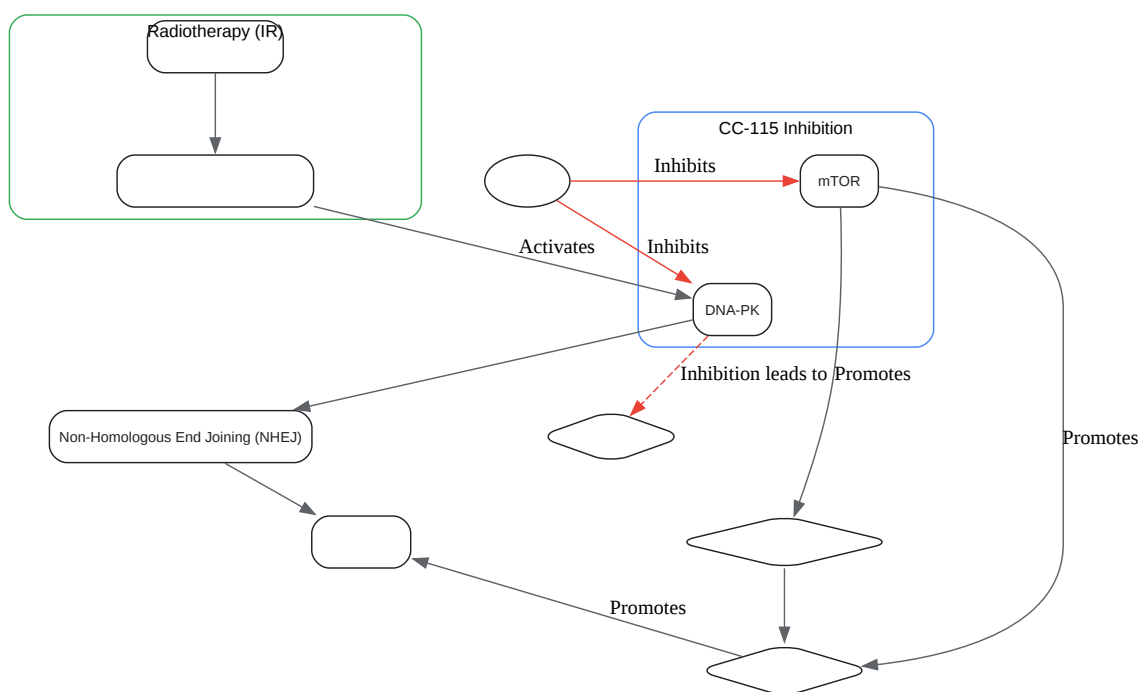 Radiotherapy (IR)
CC-115 Inhibition
Inhibits
mTOR
Activates
Inhibits
DNA-PK
Inhibition leads to
Promotes
Non-Homologous End Joining (NHEJ)
Promotes
Promotes